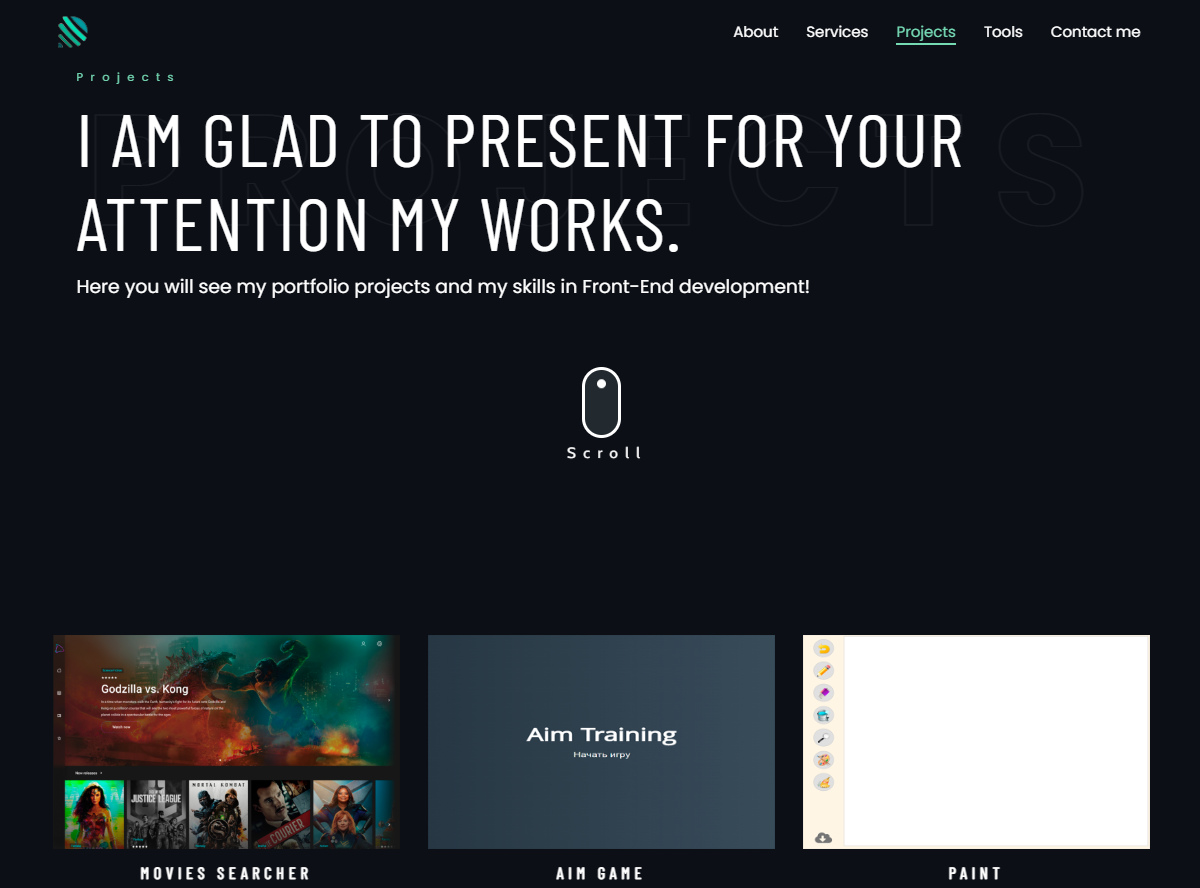 About Services Projects Tools Contact me
Projects
PROJECTS
I AM GLAD TO PRESENT FOR YOUR
ATTENTION MY WORKS.
Here you will see my portfolio projects and my skills in Front-End development!
Scroll
Godzilla vs. Kong
Watch now
New releases
JUSTICE LEAGUE
MORTAL KOMBAT
COURIER
Aim Training
Начать игру
MOVIES SEARCHER
AIM GAME
PAINT